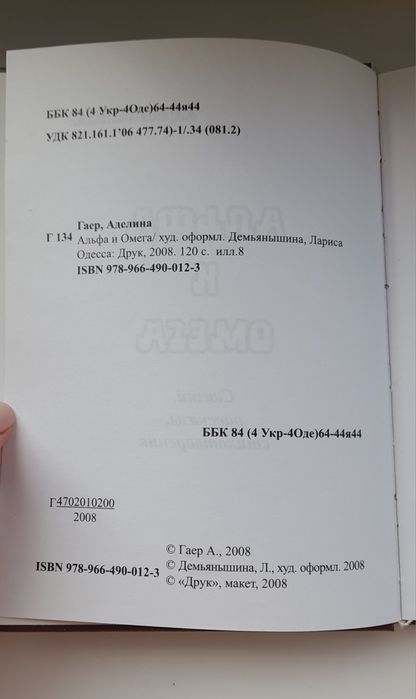 ББК 84 (4 Укр-4Оде)64-44я44
УДК 821.161.1’06 477.74)-1/.34 (081.2)
Гаер, Аделина
Г 134 Альфа и Омега/ худ. оформл. Демьянышина, Лариса
Одесса: Друк, 2008. 120 с. илл.8
ISBN 978-966-490-012-3
ББК 84 (4 Укр-4Оде)64-44я44
Г4702010200
2008
© Гаер А., 2008
ISBN 978-966-490-012-3 © Демьянышина, Л., худ. оформл. 2008
© «Друк», макет, 2008